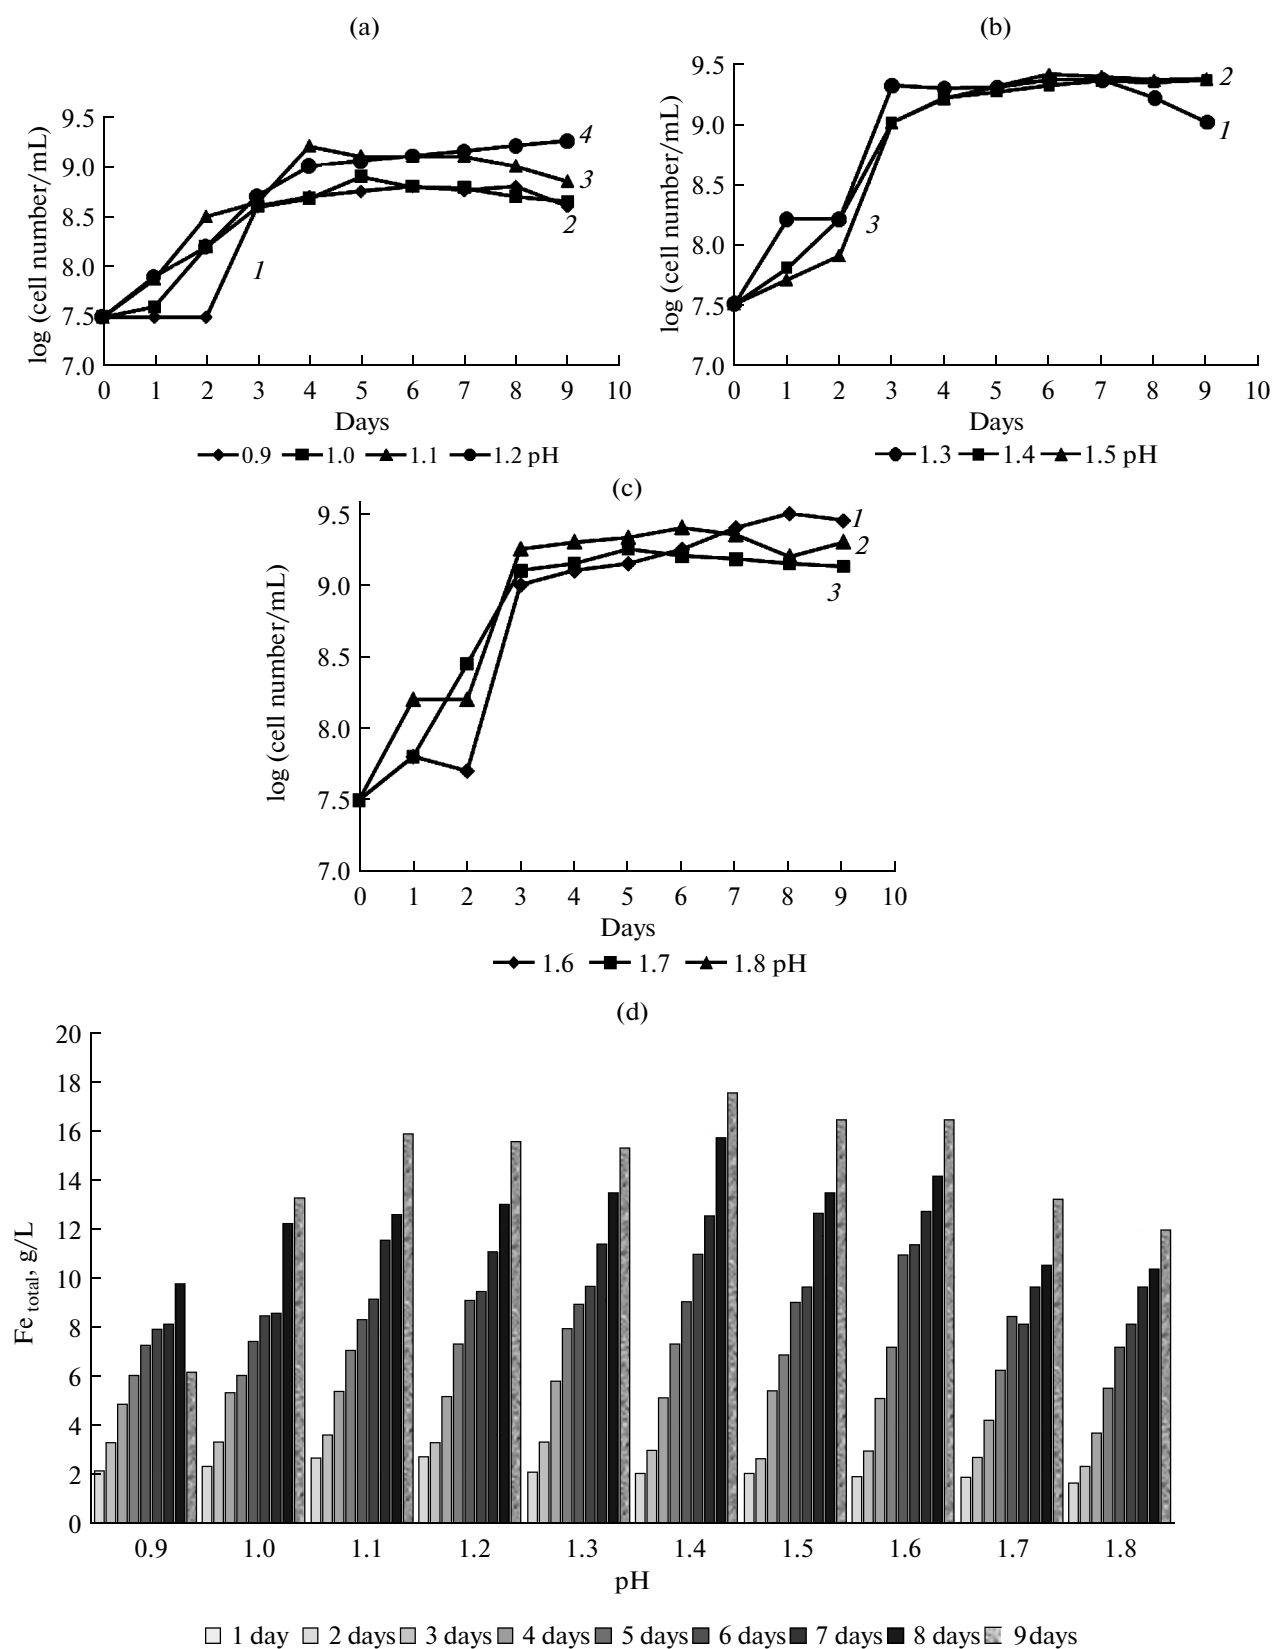 (a)
9.5
9.0
8.5
8.0
7.5
7.0
log (cell number/mL)
4
3
2
1
0 1 2 3 4 5 6 7 8 9 10
Days
0.9 1.0 1.1 1.2 pH
(b)
9.5
9.0
8.5
8.0
7.5
7.0
log (cell number/mL)
2
1
3
0 1 2 3 4 5 6 7 8 9 10
Days
1.3 1.4 1.5 pH
(c)
9.5
9.0
8.5
8.0
7.5
7.0
log (cell number/mL)
1
2
3
0 1 2 3 4 5 6 7 8 9 10
Days
1.6 1.7 1.8 pH
(d)
20
18
16
14
12
10
8
6
4
2
0
Fe total, g/L
0.9 1.0 1.1 1.2 1.3 1.4 1.5 1.6 1.7 1.8
pH
1 day 2 days 3 days 4 days 5 days 6 days 7 days 8 days 9 days